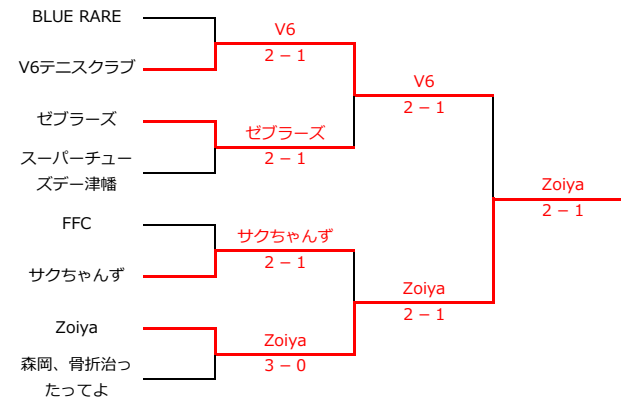 BLUE RARE
V6テニスクラブ
ゼブラーズ
スーパーチュー
ズデー津幡
FFC
サクちゃんず
Zoiya
森岡、骨折治っ
たってよ
V6
2 − 1
ゼブラーズ
2 − 1
サクちゃんず
2 − 1
Zoiya
3 − 0
V6
2 − 1
Zoiya
2 − 1
Zoiya
2 − 1